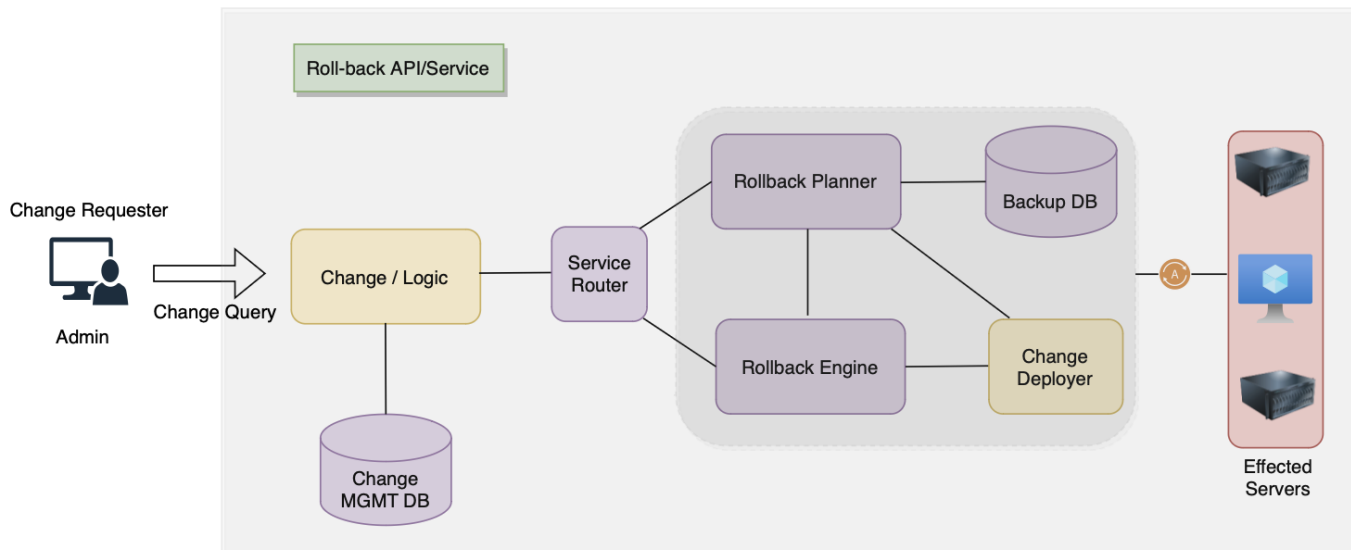 Roll-back API/Service
Change Requester
Admin
Change Query
Change / Logic
Change
MGMT DB
Service
Router
Rollback Planner
Backup DB
Rollback Engine
Change
Deployer
A
Effected
Servers